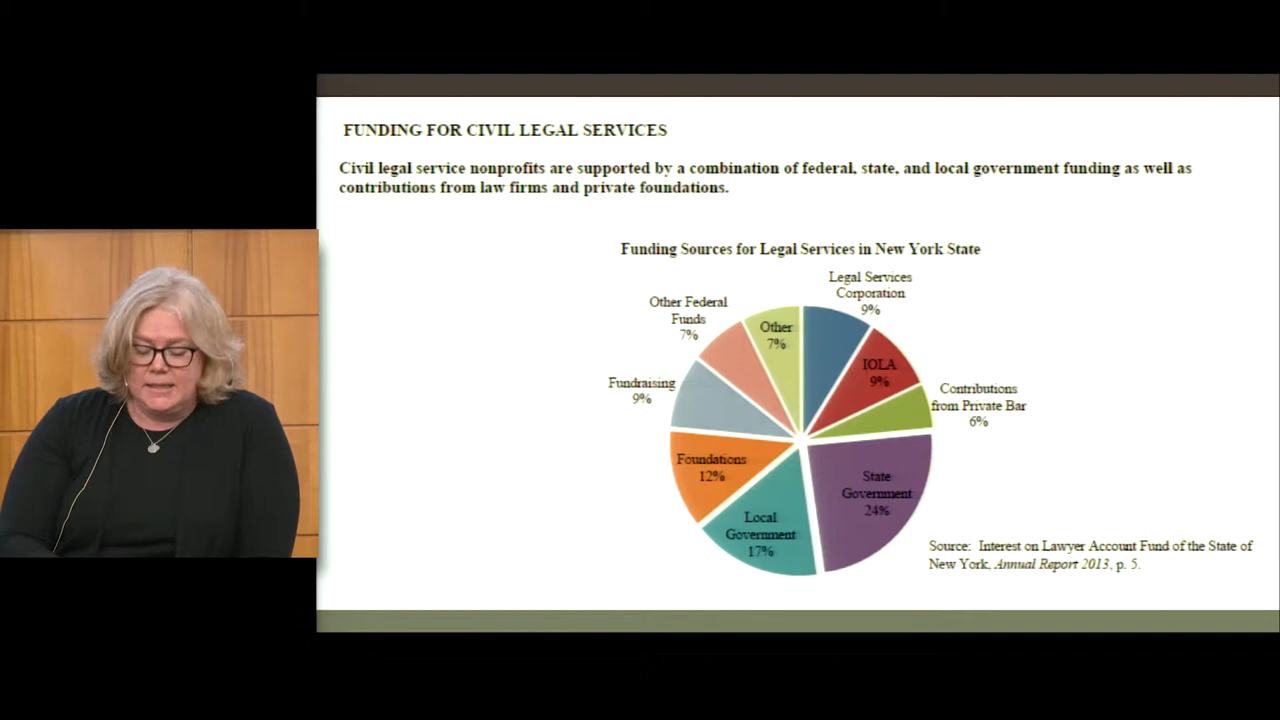 FUNDING FOR CIVIL LEGAL SERVICES
Civil legal service nonprofits are supported by a combination of federal, state, and local government funding as well as
contributions from law firms and private foundations.
Funding Sources for Legal Services in New York State
Legal Services
Corporation
9%
IOLA
9%
Contributions
from Private Bar
6%
State
Government
24%
Local
Government
17%
Foundations
12%
Fundraising
9%
Other Federal
Funds
7%
Other
7%
Source: Interest on Lawyer Account Fund of the State of
New York, Annual Report 2013, p. 5.